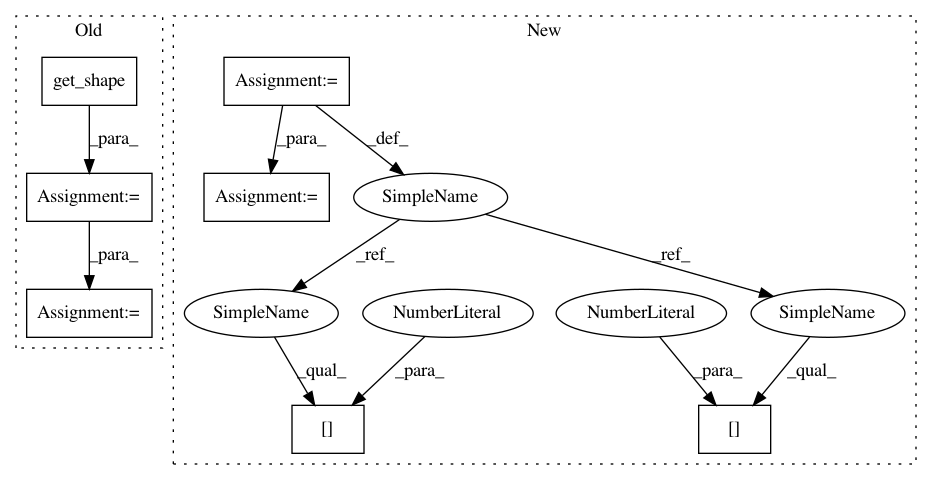 Old
New
get_shape
Assignment:=
_para_
_para_
_def_
Assignment:=
Assignment:=
SimpleName
_para_
_ref_
_ref_
Assignment:=
SimpleName
NumberLiteral
NumberLiteral
SimpleName
_qual_
_para_
_para_
_qual_
[]
[]